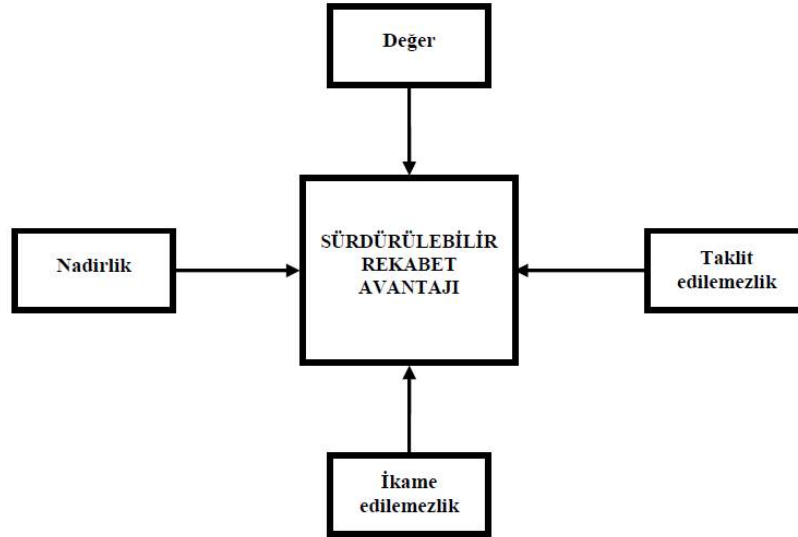 Değer
Nadirlik
SÜRDÜRÜLEBİLİR
REKABET
AVANTAJI
Taklit
edilemezlik
İkame
edilemezlik